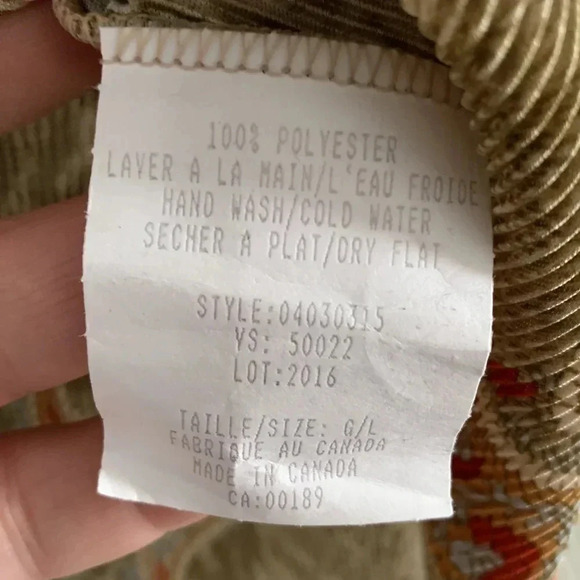 100% POLYESTER
LAVER A LA MAIN/L'EAU FROIDE
HAND WASH/COLD WATER
SECHER A PLAT/DRY FLAT
STYLE:04030315
VS: 50022
LOT:2016
TAILLE/SIZE: G/L
FABRIQUE AU CANADA
MADE IN CANADA
CA:00189